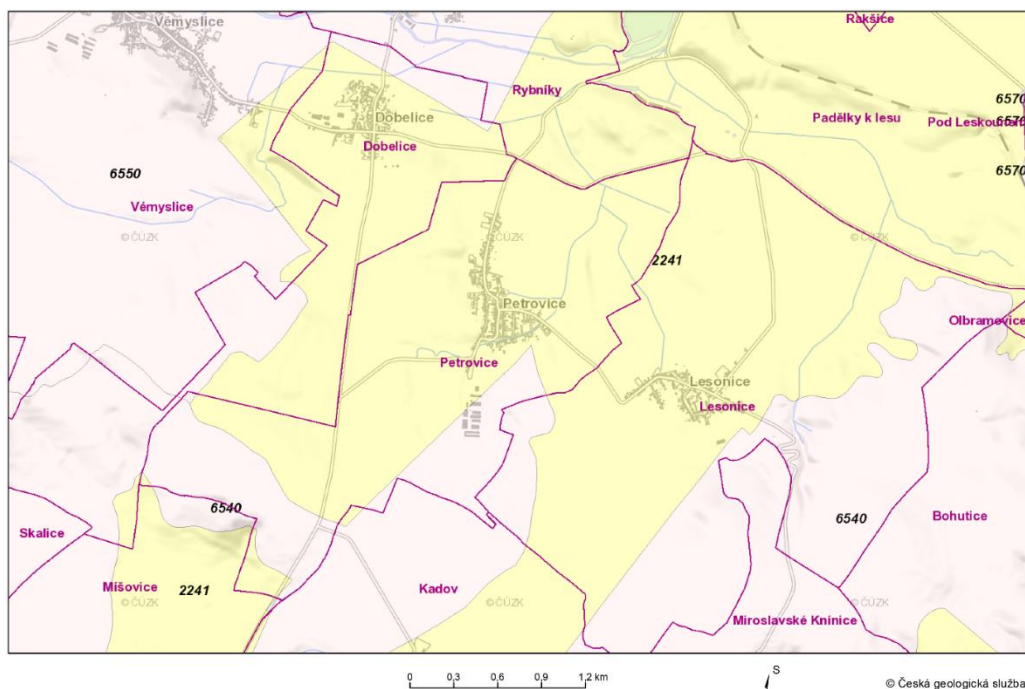 Vémyslice
Rakšice
Rybníky
Dobelice
Dobelice
Padělky k lesu
Pod Leskounem
6570
6570
6570
6550
Vémyslice
© ČÚZK
© ČÚZK
© ČÚZK
2241
Petrovice
Olbramovice
Petrovice
Lesonice
Lesonice
6540
6540
Skalice
Bohutice
Mišovice
2241
Kadov
© ČÚZK
© ČÚZK
© ČÚZK
Miroslavské Knínice
0 0,3 0,6 0,9 1,2 km
S
© Česká geologická služba